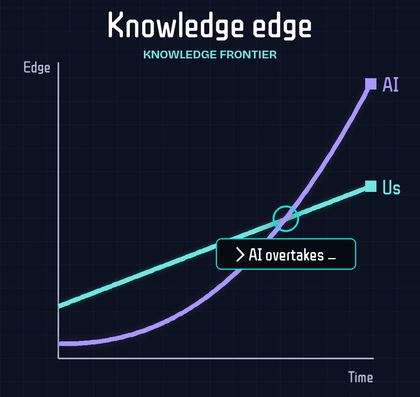 Knowledge edge
KNOWLEDGE FRONTIER
Edge
AI
Us
> AI overtakes _
Time